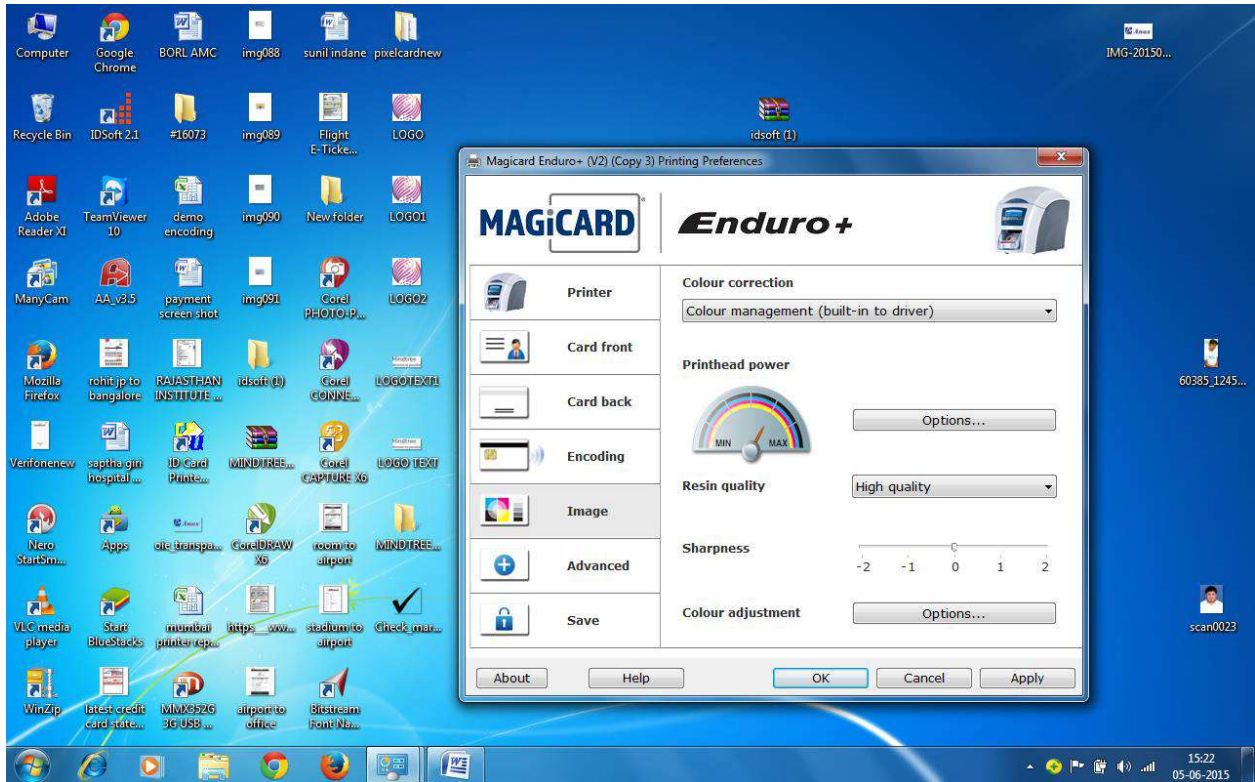 Computer
Google
Chrome
BORL AMC
img088
sunil indane
pixelcardnew
IMG-20150...
Recycle Bin
IDSoft 2.1
#16073
img089
Flight
E-Ticke...
LOGO
idsoft (1)
Adobe
Reader XI
TeamViewer
10
demo
encoding
img090
New folder
LOGO1
ManyCam
AA_v3.5
payment
screen shot
img091
Corel
PHOTO-P...
LOGO2
Mozilla
Firefox
rohit jp to
bangalore
RAJASTHAN
INSTITUTE ...
idsoft (1)
Corel
CONNE...
LOGOTEXT1
60385_1245...
Verifonenew
saptha giri
hospital ...
ID Card
Printe...
MINDTREE...
Corel
CAPTURE X6
LOGO TEXT
Nero
StartSm...
Apps
oie_transpa...
CorelDRAW
X6
room to
airport
MINDTREE...
VLC media
player
Start
BlueStacks
mumbai
printer rep...
https__ww...
stadium to
airport
Check_mar...
scan0023
WinZip
latest credit
card state...
MMX352G
3G USB ...
airport to
office
Bitstream
Font Na...
Magicard Enduro+ (V2) (Copy 3) Printing Preferences
MAGiCARD
Enduro+
Printer
Card front
Card back
Encoding
Image
Advanced
Save
Colour correction
Colour management (built-in to driver)
Printhead power
MIN MAX
Options...
Resin quality
High quality
Sharpness
-2 -1 0 1 2
Colour adjustment
Options...
About
Help
OK
Cancel
Apply
15:22
05-06-2015